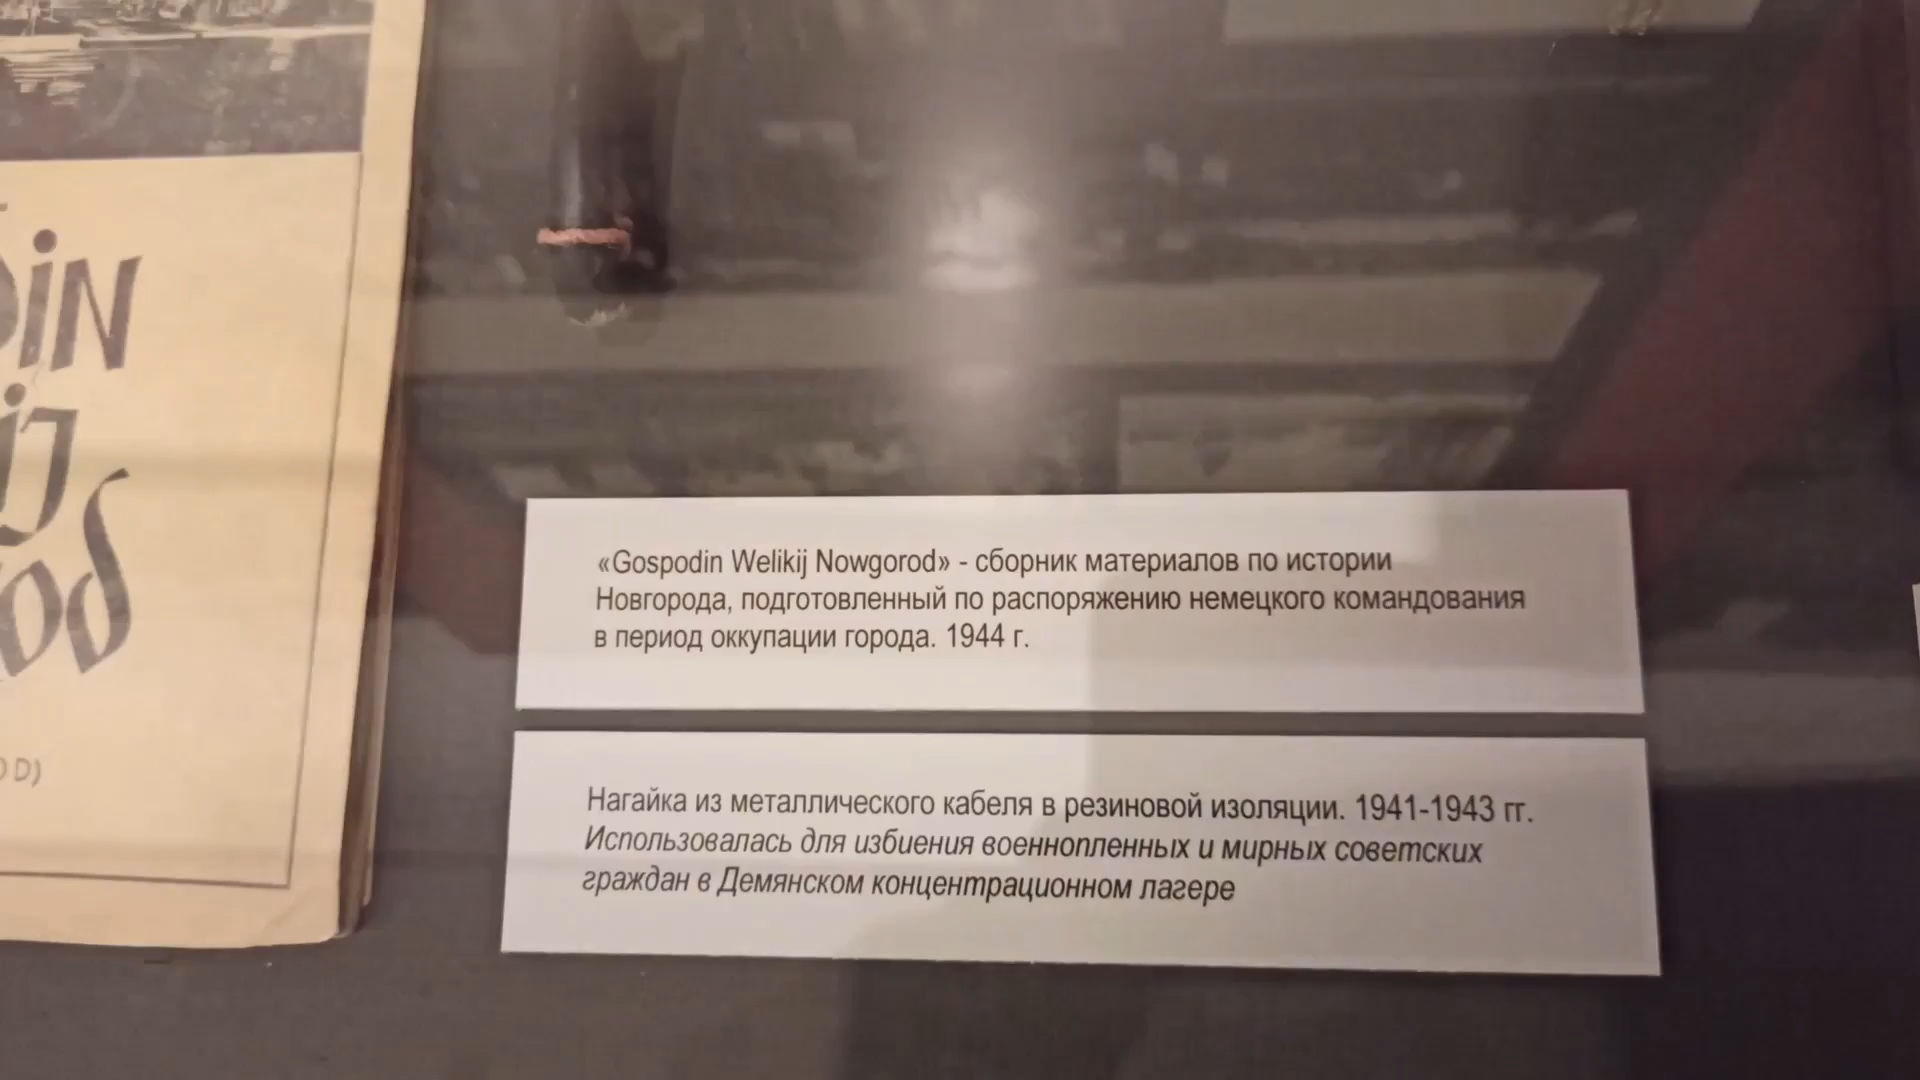 «Gospodin Welikij Nowgorod» - сборник материалов по истории
Новгорода, подготовленный по распоряжению немецкого командования
в период оккупации города. 1944 г.
Нагайка из металлического кабеля в резиновой изоляции. 1941-1943 гг.
Использовалась для избиения военнопленных и мирных советских
граждан в Демянском концентрационном лагере